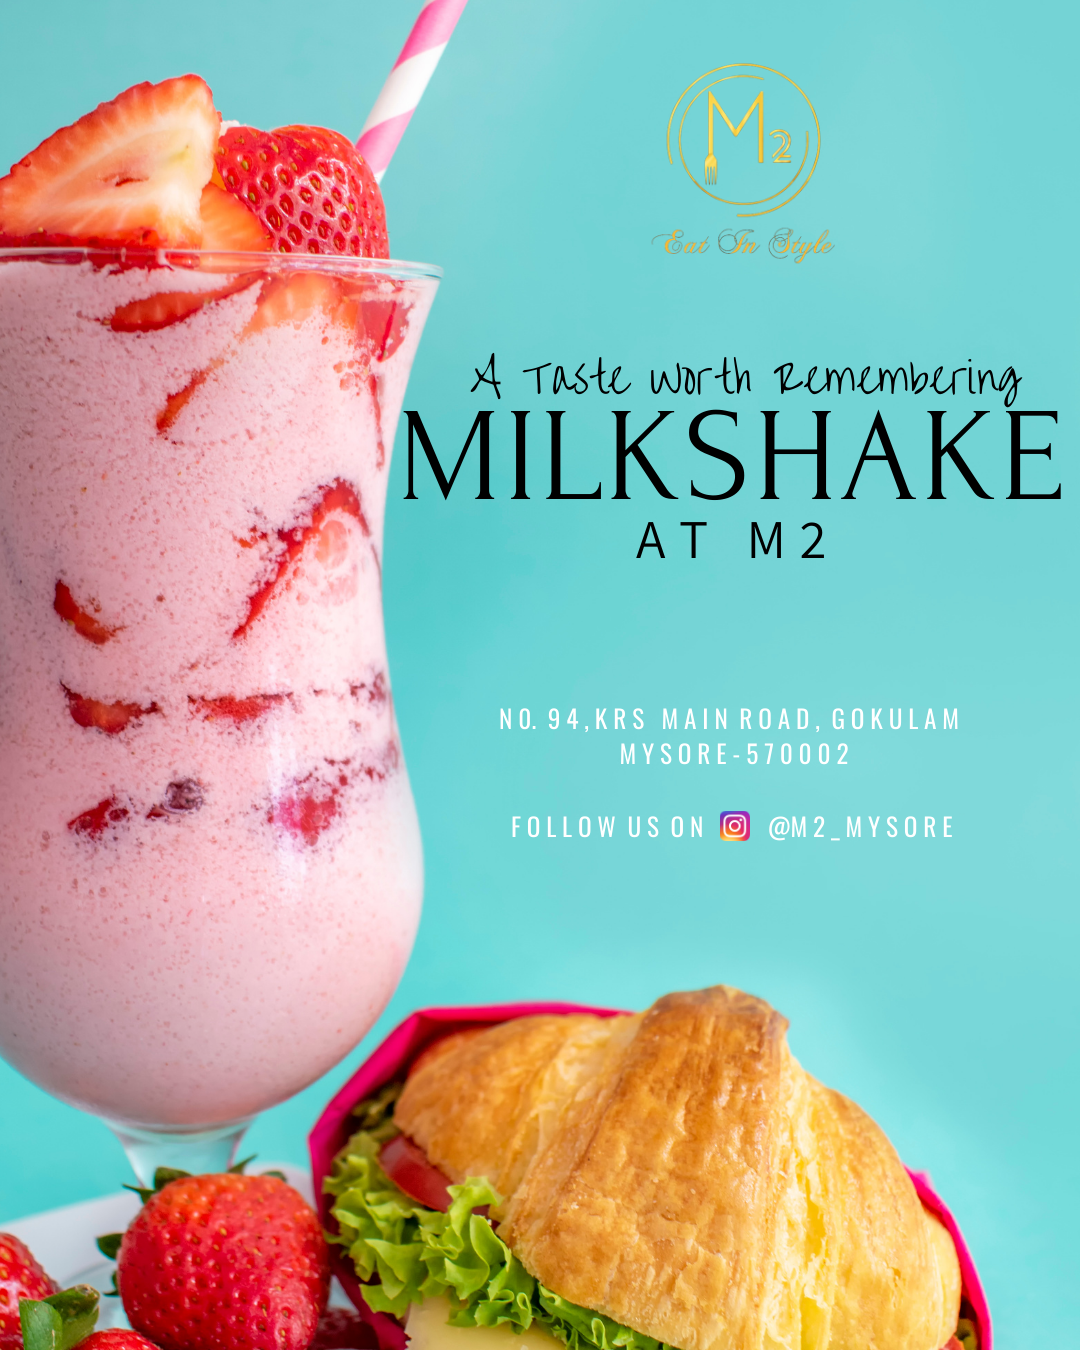 M2
Eat In Style
A Taste Worth Remembering
MILKSHAKE
AT M2
NO. 94,KRS MAIN ROAD, GOKULAM
MYSORE-570002
FOLLOW US ON @M2_MYSORE